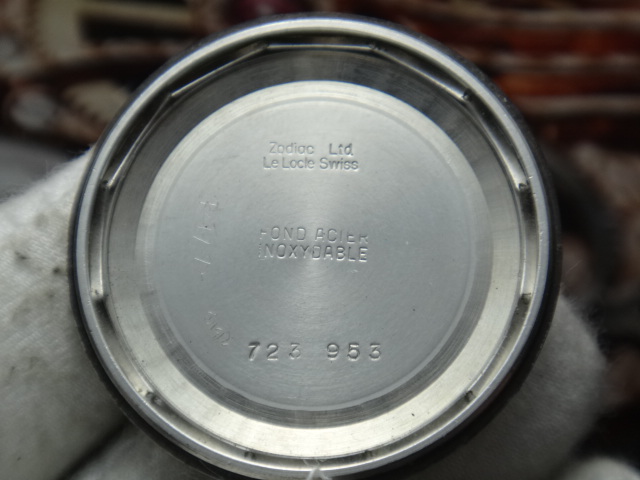 Zodiac Ltd.
Le Locle Swiss
FOND ACIER
INOXYDABLE
723 953